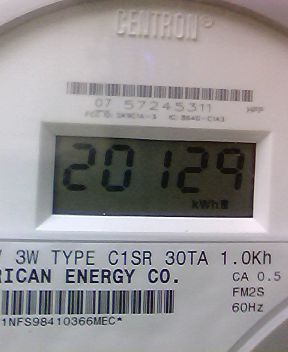 CENTRON®
07 57245311 HPP
20129
kWh
3W TYPE C1SR 30TA 1.0Kh
RICAN ENERGY CO. CA 0.5
FM2S
1NFS98410366MEC* 60Hz